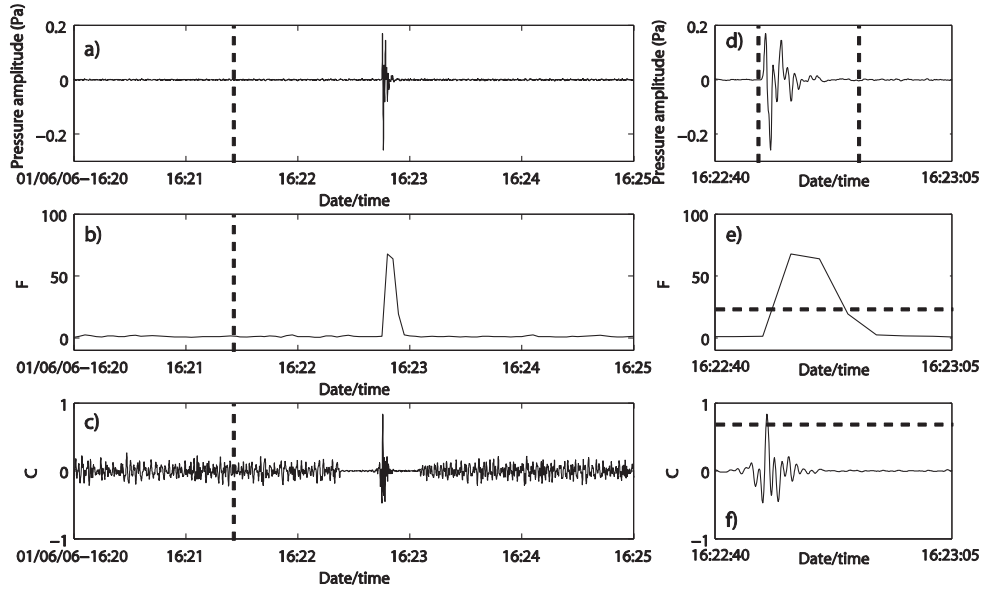 a)
Pressure amplitude (Pa)
0.2
0
−0.2
01/06/06−16:20 16:21 16:22 16:23 16:24 16:25
Date/time
d)
Pressure amplitude (Pa)
0.2
0
−0.2
16:22:40 16:23:05
Date/time
b)
F
100
50
0
01/06/06−16:20 16:21 16:22 16:23 16:24 16:25
Date/time
e)
F
100
50
0
16:22:40 16:23:05
Date/time
c)
C
1
0
−1
01/06/06−16:20 16:21 16:22 16:23 16:24 16:25
Date/time
f)
C
1
0
−1
16:22:40 16:23:05
Date/time